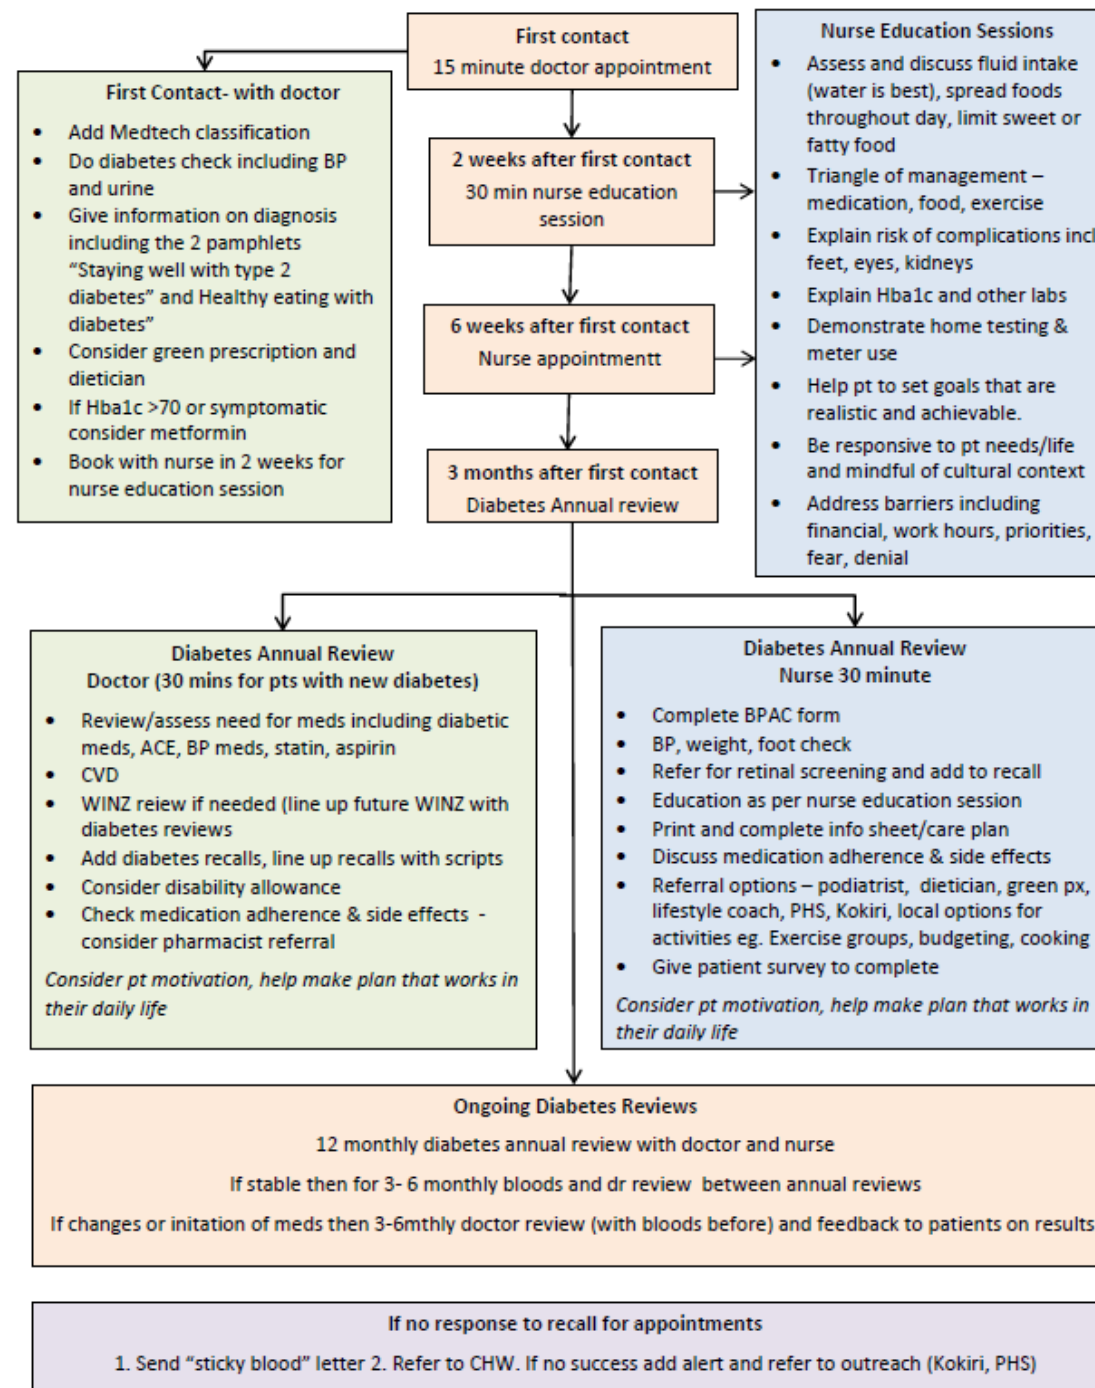 First contact
15 minute doctor appointment
First Contact- with doctor
• Add Medtech classification
• Do diabetes check including BP
and urine
• Give information on diagnosis
including the 2 pamphlets
“Staying well with type 2
diabetes” and Healthy eating with
diabetes”
• Consider green prescription and
dietician
• If Hba1c >70 or symptomatic
consider metformin
• Book with nurse in 2 weeks for
nurse education session
2 weeks after first contact
30 min nurse education
session
6 weeks after first contact
Nurse appointmentt
3 months after first contact
Diabetes Annual review
Nurse Education Sessions
• Assess and discuss fluid intake
(water is best), spread foods
throughout day, limit sweet or
fatty food
• Triangle of management –
medication, food, exercise
• Explain risk of complications incl
feet, eyes, kidneys
• Explain Hba1c and other labs
• Demonstrate home testing &
meter use
• Help pt to set goals that are
realistic and achievable.
• Be responsive to pt needs/life
and mindful of cultural context
• Address barriers including
financial, work hours, priorities,
fear, denial
Diabetes Annual Review
Doctor (30 mins for pts with new diabetes)
• Review/assess need for meds including diabetic
meds, ACE, BP meds, statin, aspirin
• CVD
• WINZ reiew if needed (line up future WINZ with
diabetes reviews
• Add diabetes recalls, line up recalls with scripts
• Consider disability allowance
• Check medication adherence & side effects -
consider pharmacist referral
Consider pt motivation, help make plan that works in
their daily life
Diabetes Annual Review
Nurse 30 minute
• Complete BPAC form
• BP, weight, foot check
• Refer for retinal screening and add to recall
• Education as per nurse education session
• Print and complete info sheet/care plan
• Discuss medication adherence & side effects
• Referral options – podiatrist, dietician, green px,
lifestyle coach, PHS, Kokiri, local options for
activities eg. Exercise groups, budgeting, cooking
• Give patient survey to complete
Consider pt motivation, help make plan that works in
their daily life
Ongoing Diabetes Reviews
12 monthly diabetes annual review with doctor and nurse
If stable then for 3- 6 monthly bloods and dr review between annual reviews
If changes or initation of meds then 3-6mthly doctor review (with bloods before) and feedback to patients on results
If no response to recall for appointments
1. Send “sticky blood” letter 2. Refer to CHW. If no success add alert and refer to outreach (Kokiri, PHS)